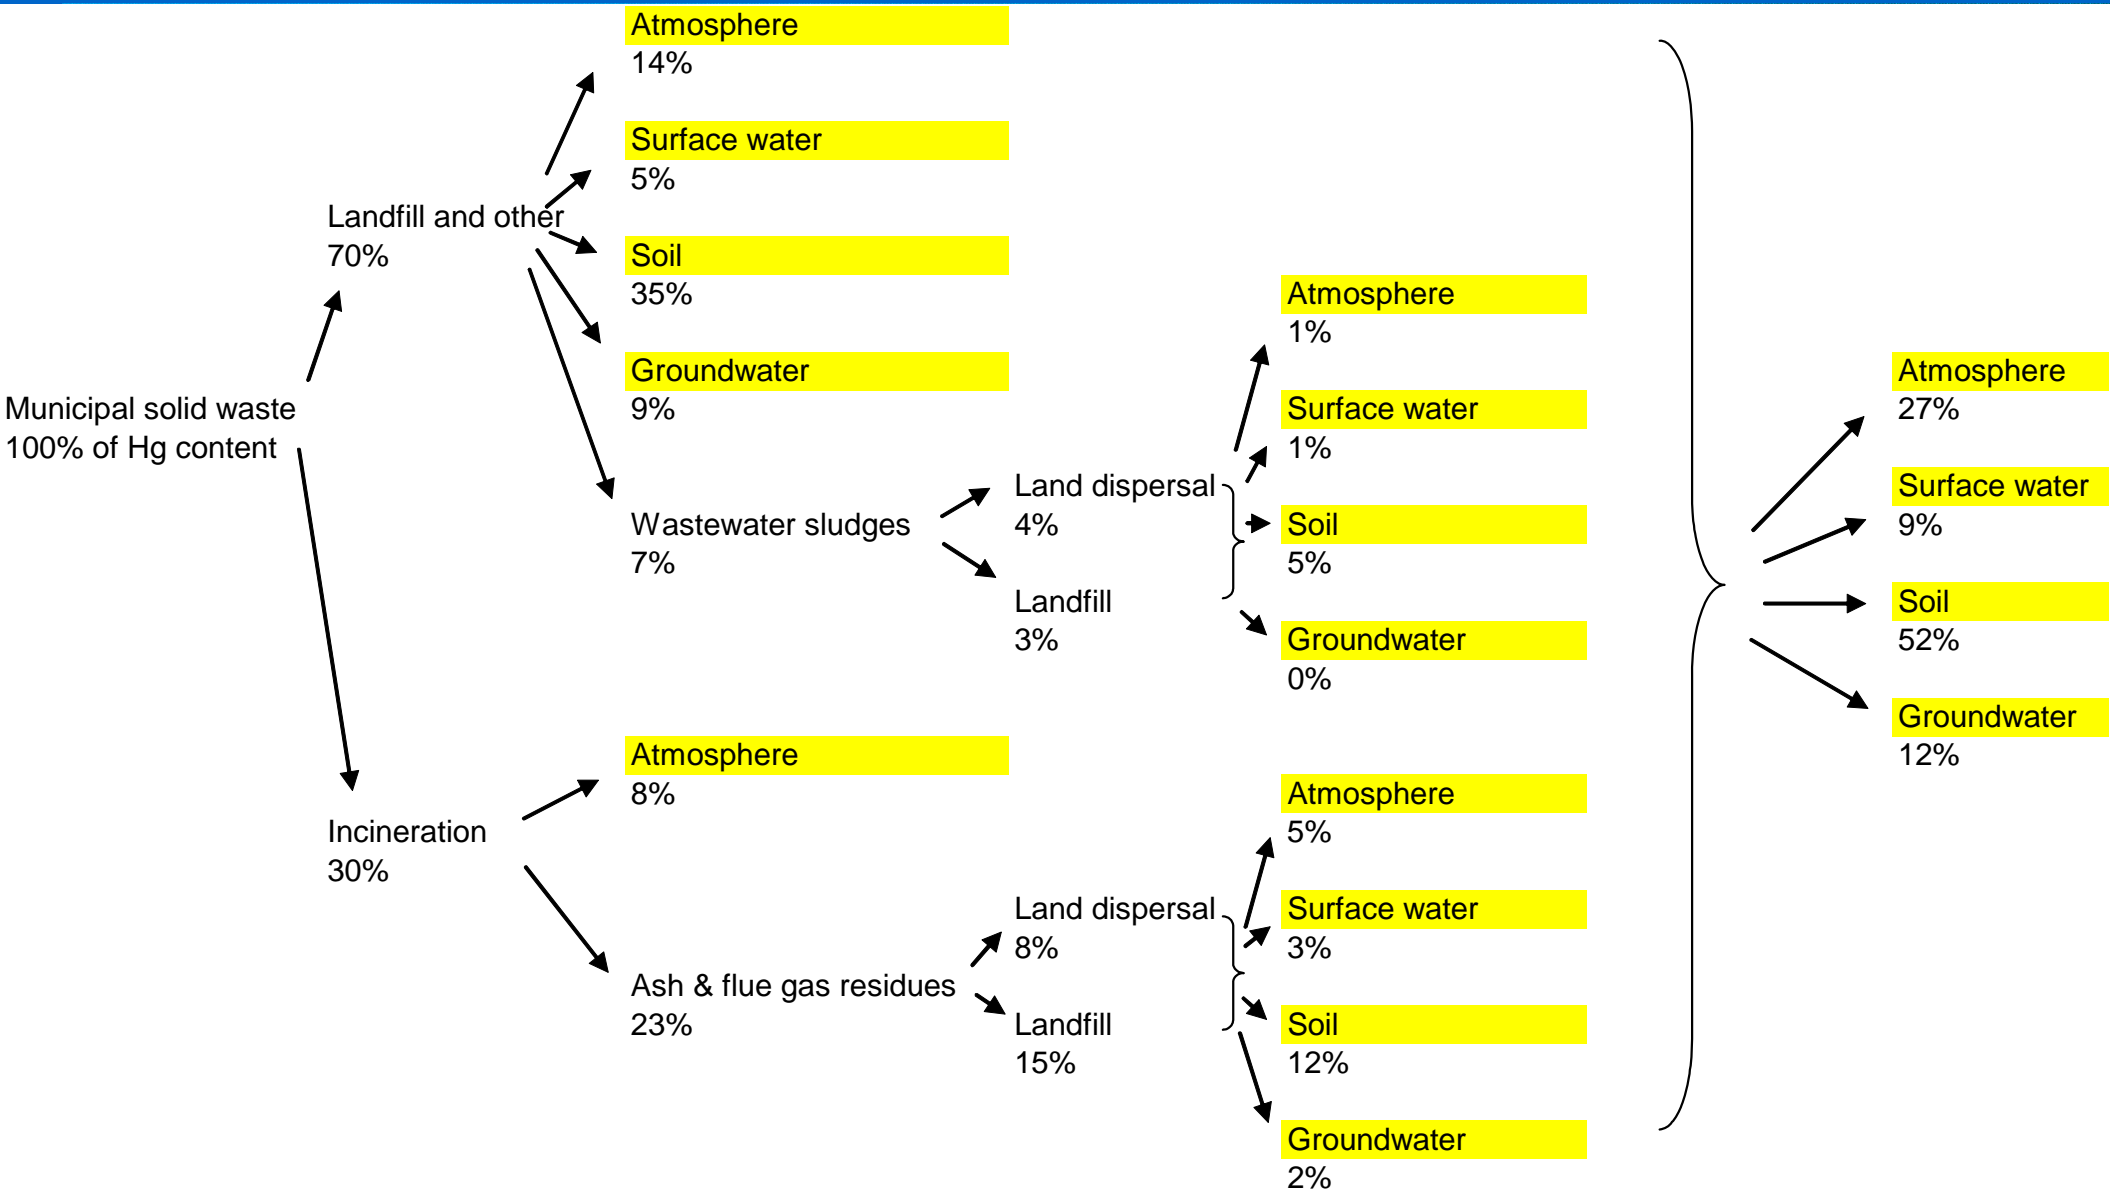 Municipal solid waste
100% of Hg content
Landfill and other
70%
Incineration
30%
Atmosphere
14%
Surface water
5%
Soil
35%
Groundwater
9%
Wastewater sludges
7%
Atmosphere
8%
Ash & flue gas residues
23%
Land dispersal
4%
Landfill
3%
Land dispersal
8%
Landfill
15%
Atmosphere
1%
Surface water
1%
Soil
5%
Groundwater
0%
Atmosphere
5%
Surface water
3%
Soil
12%
Groundwater
2%
Atmosphere
27%
Surface water
9%
Soil
52%
Groundwater
12%